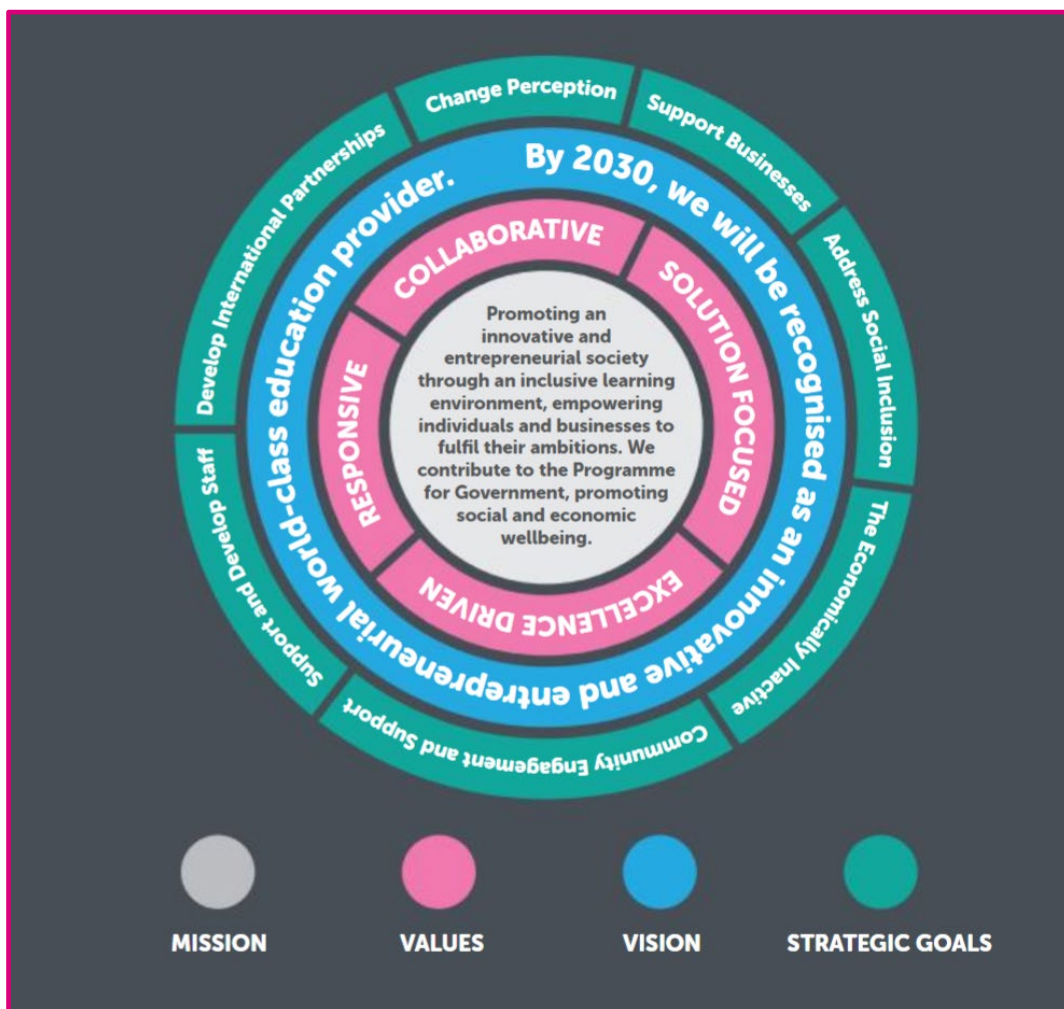 Change Perception
Support Businesses
Address Social Inclusion
The Economically Inactive
Community Engagement and Support
Support and Develop Staff
Develop International Partnerships
By 2030, we will be recognised as an innovative and entrepreneurial world-class education provider.
COLLABORATIVE
SOLUTION FOCUSED
EXCELLENCE DRIVEN
RESPONSIVE
Promoting an
innovative and
entrepreneurial society
through an inclusive learning
environment, empowering
individuals and businesses to
fulfil their ambitions. We
contribute to the Programme
for Government, promoting
social and economic
wellbeing.
MISSION
VALUES
VISION
STRATEGIC GOALS